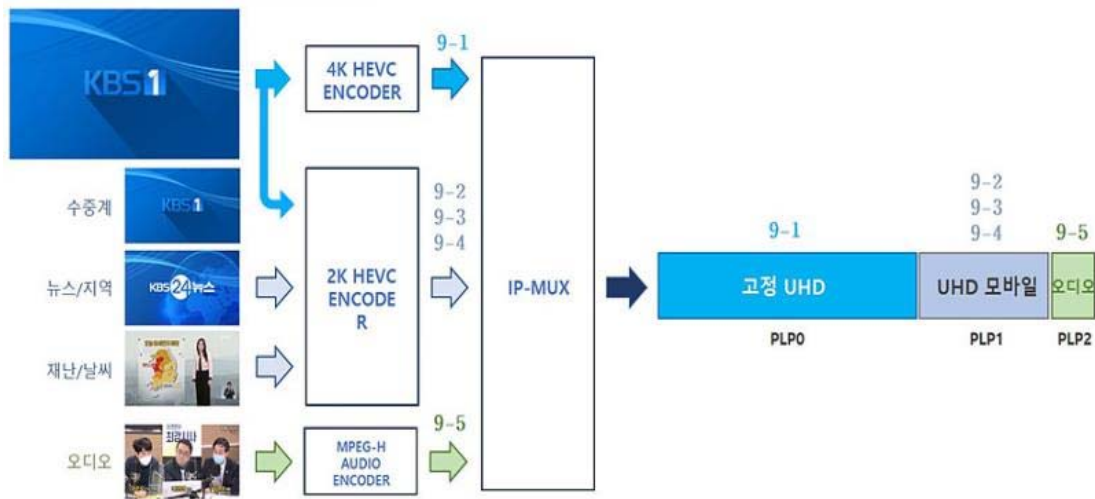 KBS1
4K HEVC
ENCODER
9-1
수중계
KBS1
뉴스/지역
KBS24뉴스
재난/날씨
오디오
2K HEVC
ENCODE
R
9-2
9-3
9-4
MPEG-H
AUDIO
ENCODER
9-5
IP-MUX
9-1
9-2
9-3
9-4
9-5
고정 UHD
UHD 모바일
오디오
PLP0
PLP1
PLP2